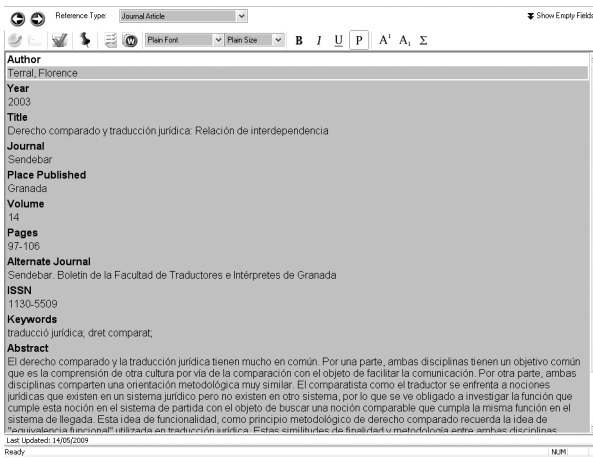 Reference Type: Journal Article Show Empty Fields
Plain Font Plain Size B I U P A¹ A₁ Σ
Author
Terral, Florence
Year
2003
Title
Derecho comparado y traducción jurídica: Relación de interdependencia
Journal
Sendebar
Place Published
Granada
Volume
14
Pages
97-106
Alternate Journal
Sendebar. Boletín de la Facultad de Traductores e Intérpretes de Granada
ISSN
1130-5509
Keywords
traducció jurídica; dret comparat;
Abstract
El derecho comparado y la traducción jurídica tienen mucho en común. Por una parte, ambas disciplinas tienen un objetivo común
que es la comprensión de otra cultura por vía de la comparación con el objeto de facilitar la comunicación. Por otra parte, ambas
disciplinas comparten una orientación metodológica muy similar. El comparatista como el traductor se enfrenta a nociones
jurídicas que existen en un sistema jurídico pero no existen en otro sistema, por lo que se ve obligado a investigar la función que
cumple esta noción en el sistema de partida con el objeto de buscar una noción comparable que cumpla la misma función en el
sistema de llegada. Esta idea de funcionalidad, como principio metodológico de derecho comparado recuerda la idea de
"equivalencia funcional" utilizada en traducción jurídica. Estas similitudes de finalidad y metodología entre ambas disciplinas
Last Updated: 14/05/2009
Ready NUM